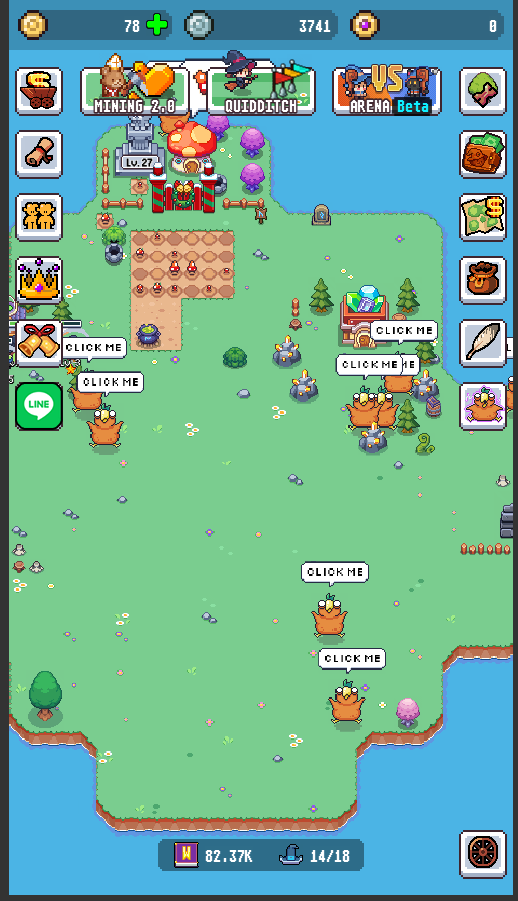 78
3741
0
MINING 2.0
QUIDDITCH
VS
ARENA Beta
Lv. 27
CLICK ME
CLICK ME
CLICK ME
CLICK ME
LINE
CLICK ME
CLICK ME
W 82.37K 14/18